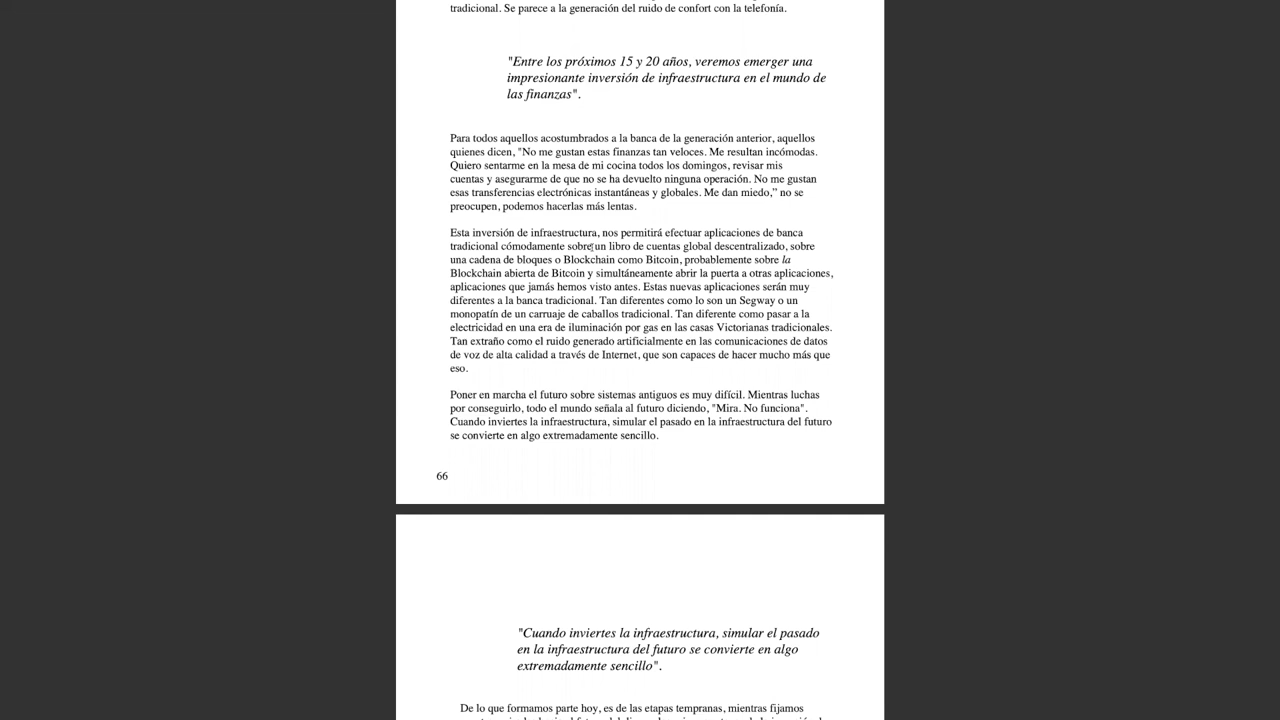 tradicional. Se parece a la generación del ruido de confort con la telefonía.
"Entre los próximos 15 y 20 años, veremos emerger una
impresionante inversión de infraestructura en el mundo de
las finanzas".
Para todos aquellos acostumbrados a la banca de la generación anterior, aquellos
quienes dicen, "No me gustan estas finanzas tan veloces. Me resultan incómodas.
Quiero sentarme en la mesa de mi cocina todos los domingos, revisar mis
cuentas y asegurarme de que no se ha devuelto ninguna operación. No me gustan
esas transferencias electrónicas instantáneas y globales. Me dan miedo,” no se
preocupen, podemos hacerlas más lentas.
Esta inversión de infraestructura, nos permitirá efectuar aplicaciones de banca
tradicional cómodamente sobre un libro de cuentas global descentralizado, sobre
una cadena de bloques o Blockchain como Bitcoin, probablemente sobre la
Blockchain abierta de Bitcoin y simultáneamente abrir la puerta a otras aplicaciones,
aplicaciones que jamás hemos visto antes. Estas nuevas aplicaciones serán muy
diferentes a la banca tradicional. Tan diferentes como lo son un Segway o un
monopatín de un carruaje de caballos tradicional. Tan diferente como pasar a la
electricidad en una era de iluminación por gas en las casas Victorianas tradicionales.
Tan extraño como el ruido generado artificialmente en las comunicaciones de datos
de voz de alta calidad a través de Internet, que son capaces de hacer mucho más que
eso.
Poner en marcha el futuro sobre sistemas antiguos es muy difícil. Mientras luchas
por conseguirlo, todo el mundo señala al futuro diciendo, "Mira. No funciona".
Cuando inviertes la infraestructura, simular el pasado en la infraestructura del futuro
se convierte en algo extremadamente sencillo.
66
"Cuando inviertes la infraestructura, simular el pasado
en la infraestructura del futuro se convierte en algo
extremadamente sencillo".
De lo que formamos parte hoy, es de las etapas tempranas, mientras fijamos